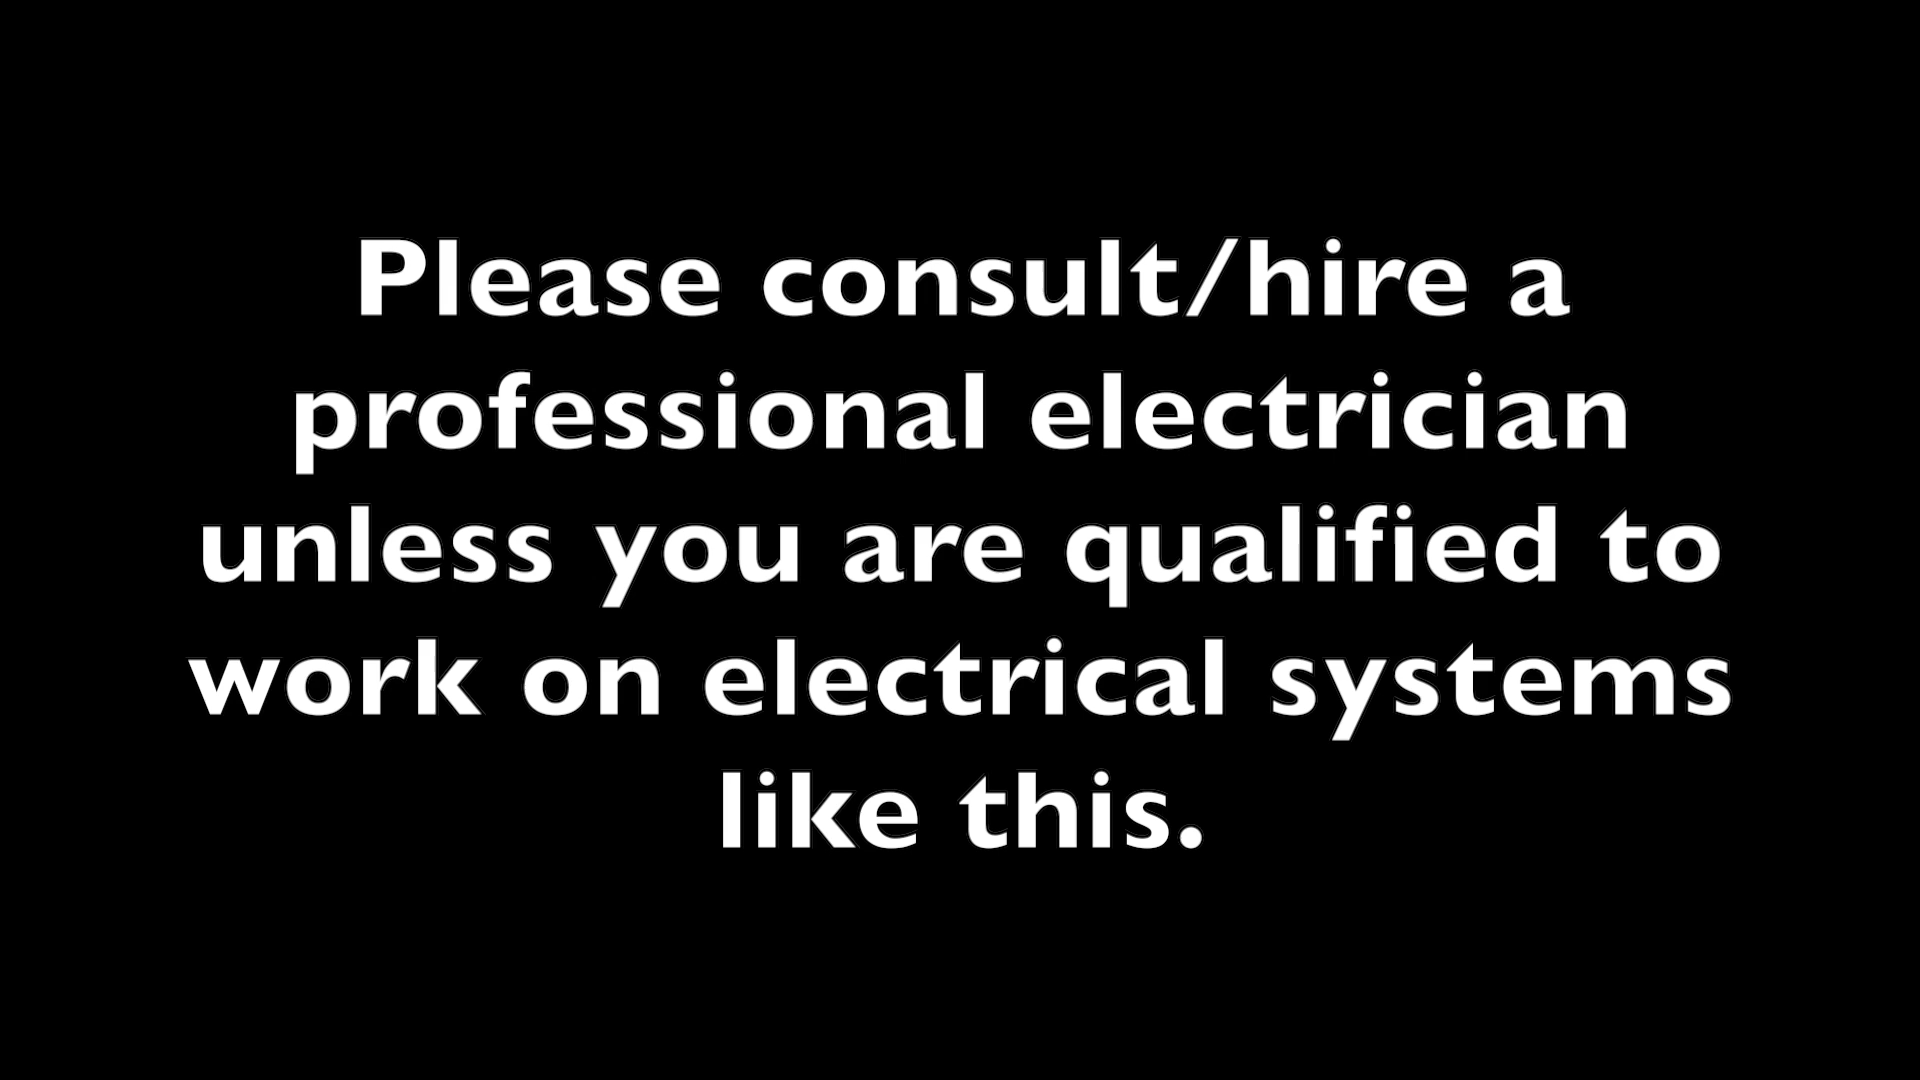 Please consult/hire a
professional electrician
unless you are qualified to
work on electrical systems
like this.